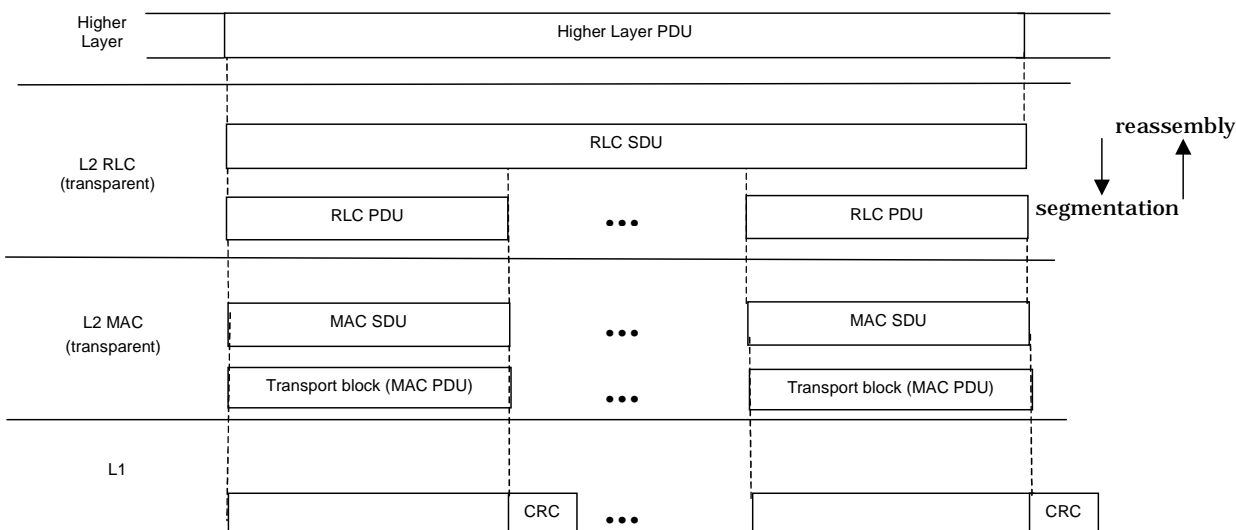 Higher
Layer
Higher Layer PDU
RLC SDU
reassembly
L2 RLC
(transparent)
RLC PDU
•••
RLC PDU
segmentation
L2 MAC
(transparent)
MAC SDU
•••
MAC SDU
Transport block (MAC PDU)
•••
Transport block (MAC PDU)
L1
CRC
•••
CRC